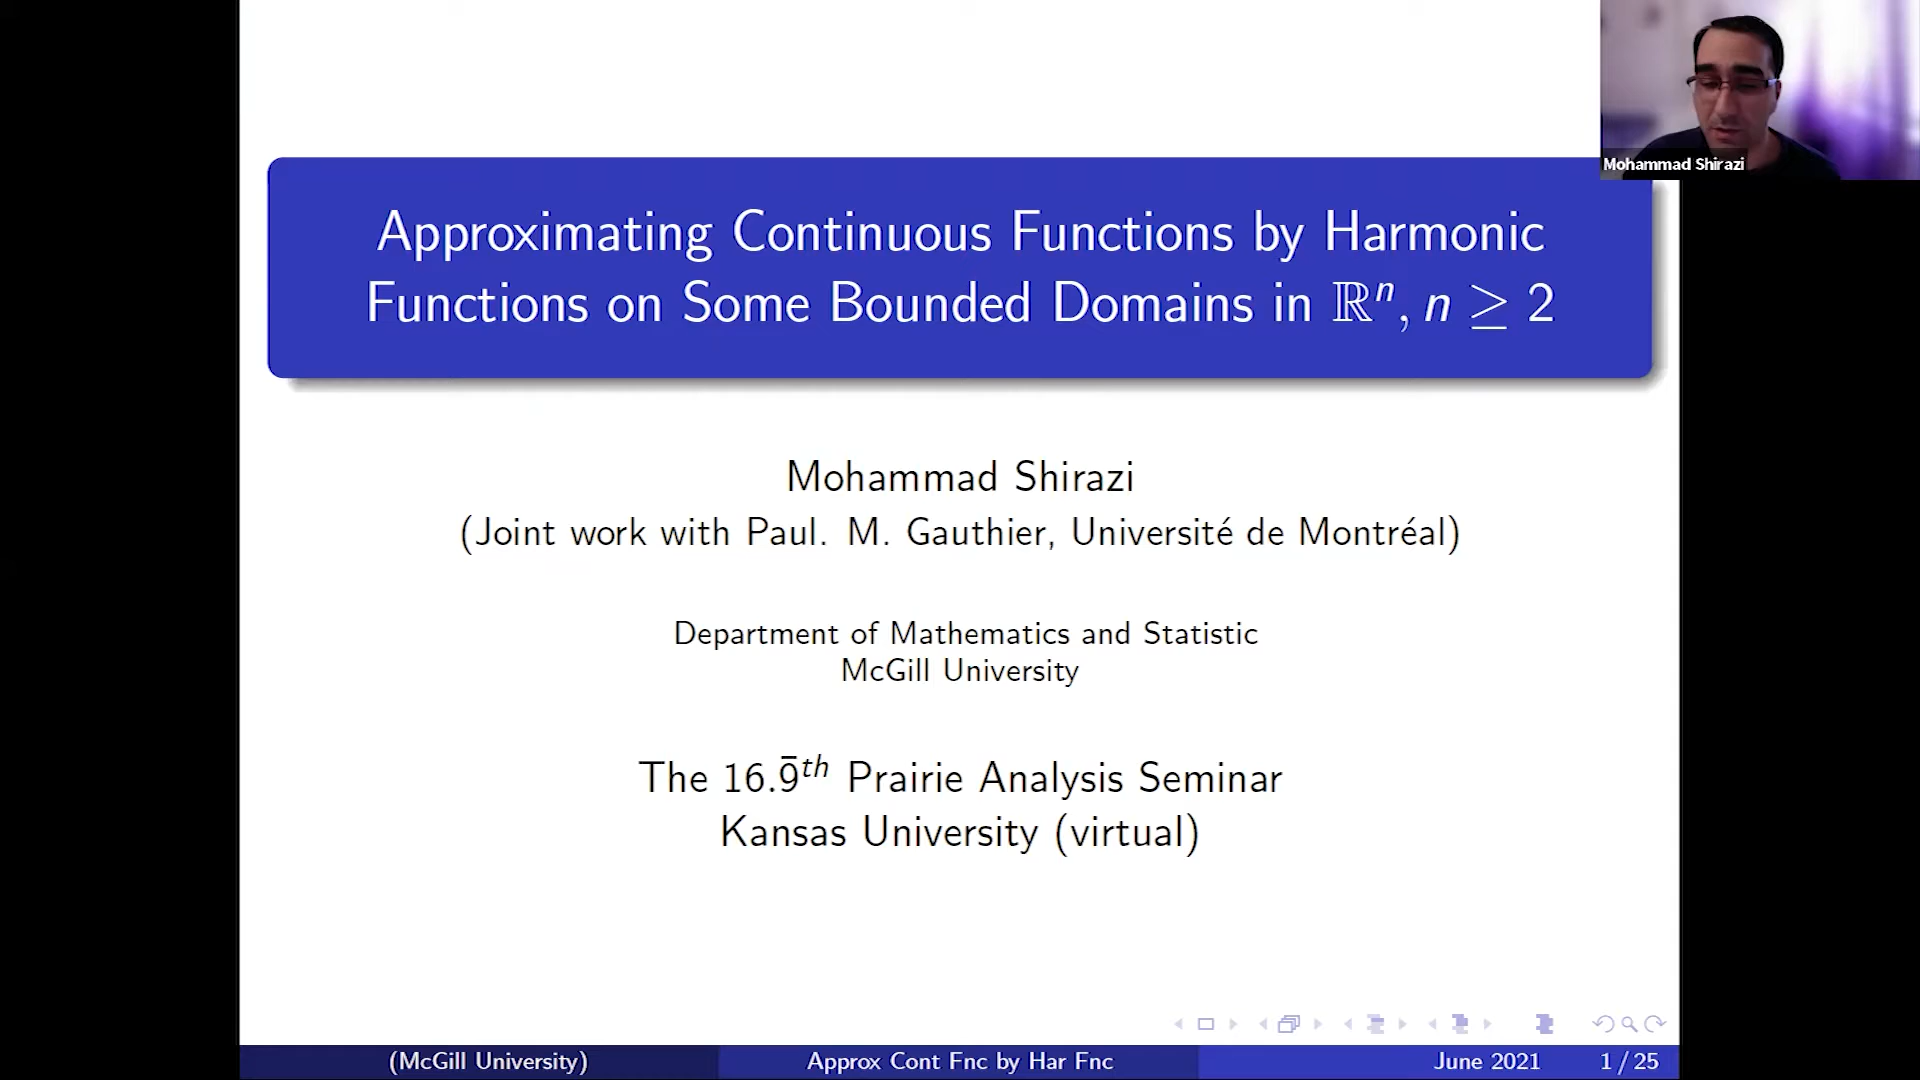 Mohammad Shirazi
Approximating Continuous Functions by Harmonic
Functions on Some Bounded Domains in ℝⁿ, n ≥ 2
Mohammad Shirazi
(Joint work with Paul. M. Gauthier, Université de Montréal)
Department of Mathematics and Statistic
McGill University
The 16.9̄ᵗʰ Prairie Analysis Seminar
Kansas University (virtual)
(McGill University)
Approx Cont Fnc by Har Fnc
June 2021
1 / 25